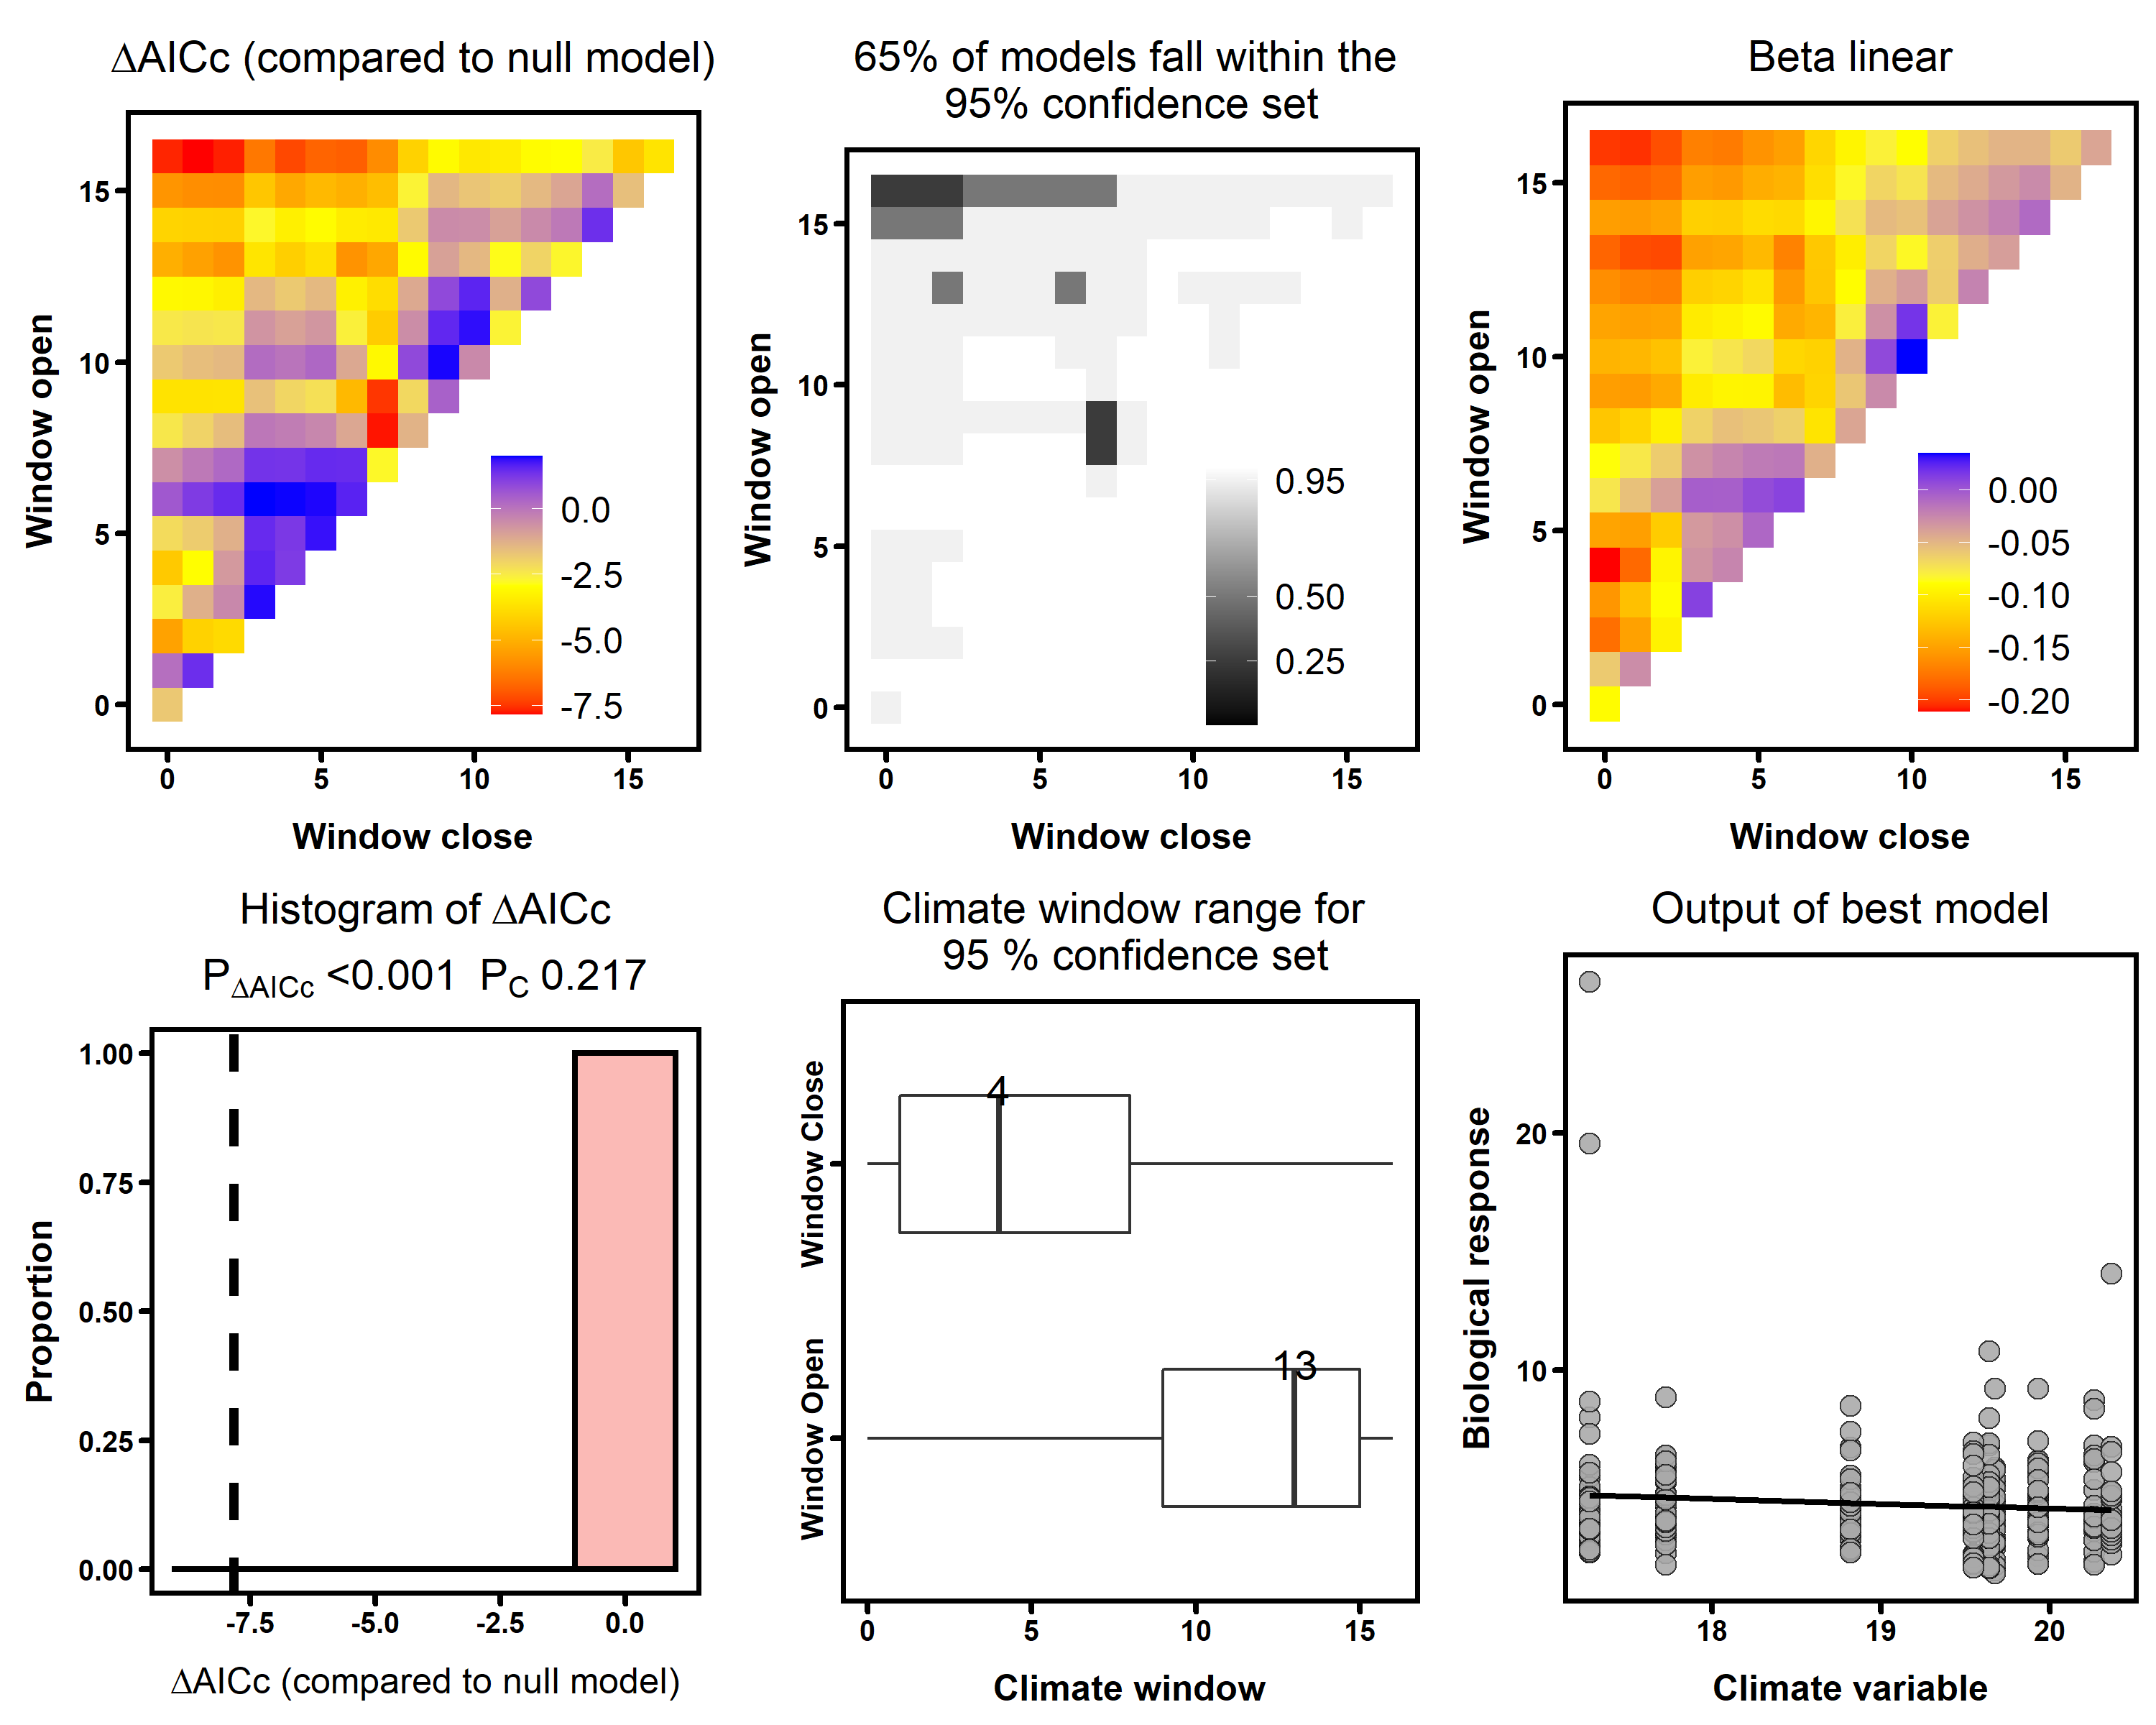 ΔAICc (compared to null model)
Window open
15
10
5
0
0.0
-2.5
-5.0
-7.5
0 5 10 15
Window close
65% of models fall within the
95% confidence set
Window open
15
10
5
0
0.95
0.50
0.25
0 5 10 15
Window close
Beta linear
Window open
15
10
5
0
0.00
-0.05
-0.10
-0.15
-0.20
0 5 10 15
Window close
Histogram of ΔAICc
PΔAICc <0.001 PC 0.217
Proportion
1.00
0.75
0.50
0.25
0.00
-7.5 -5.0 -2.5 0.0
ΔAICc (compared to null model)
Climate window range for
95 % confidence set
Window Close
4
Window Open
13
0 5 10 15
Climate window
Output of best model
Biological response
20
10
18 19 20
Climate variable